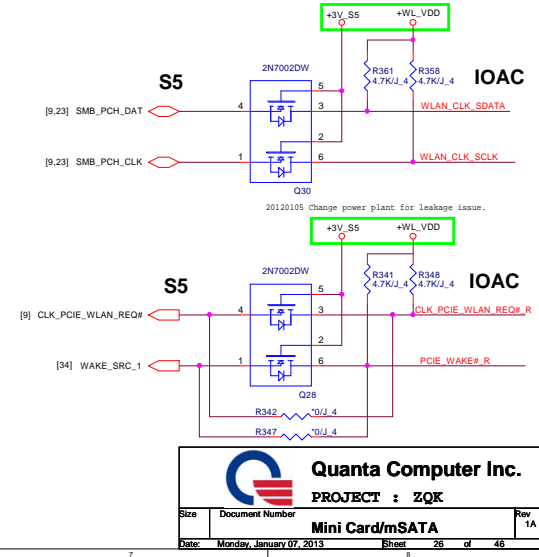 +3V_S5 +WL_VDD
2N7002DW
S5
R361 R358
4.7K/J_4 4.7K/J_4
IOAC
5
[9,23] SMB_PCH_DAT 4 3 WLAN_CLK_SDATA
2
[9,23] SMB_PCH_CLK 1 6 WLAN_CLK_SCLK
Q30
20120105 Change power plant for leakage issue.
+3V_S5 +WL_VDD
2N7002DW
S5
R341 R348
4.7K/J_4 4.7K/J_4
IOAC
5
[9] CLK_PCIE_WLAN_REQ# 4 3 CLK_PCIE_WLAN_REQ#_R
2
[34] WAKE_SRC_1 1 6 PCIE_WAKE#_R
Q28
R342 *0/J_4
R347 *0/J_4
Quanta Computer Inc.
PROJECT : ZQK
Size Document Number Rev
Mini Card/mSATA 1A
Date: Monday, January 07, 2013 Sheet 26 of 46
7 8